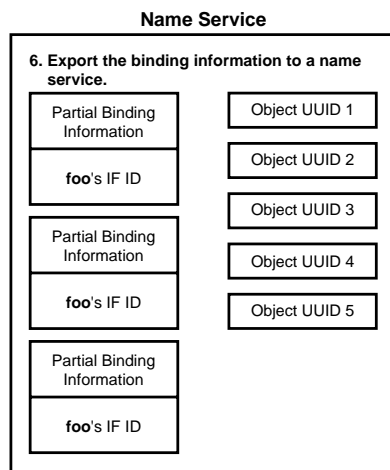 Name Service
6. Export the binding information to a name
service.
Partial Binding
Information
foo's IF ID
Partial Binding
Information
foo's IF ID
Partial Binding
Information
foo's IF ID
Object UUID 1
Object UUID 2
Object UUID 3
Object UUID 4
Object UUID 5